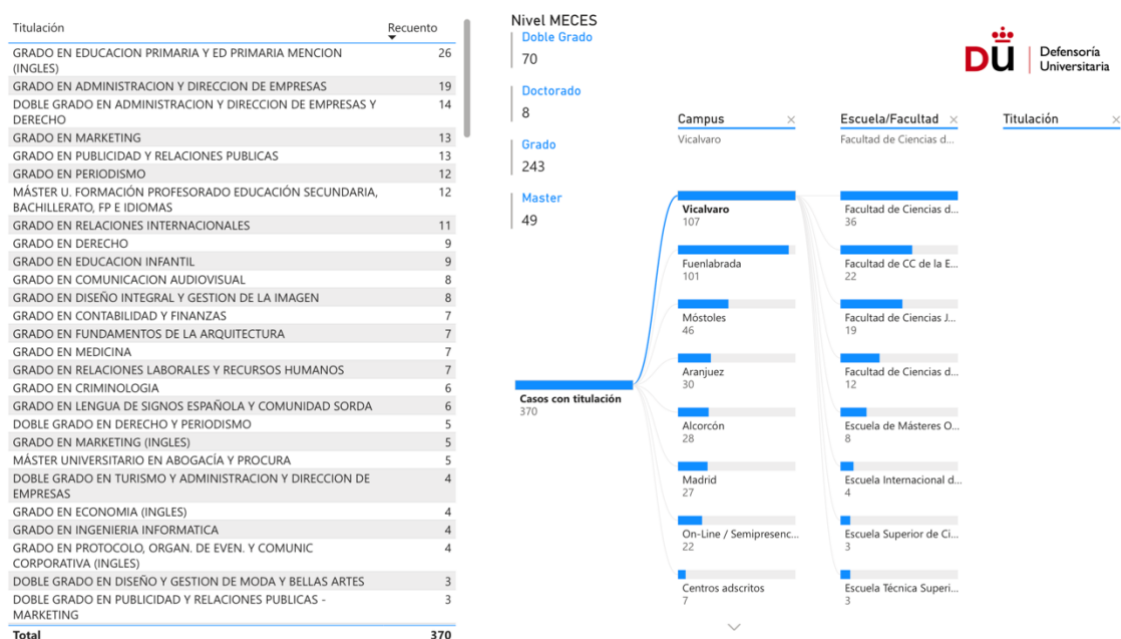 Titulación Recuento
GRADO EN EDUCACION PRIMARIA Y ED PRIMARIA MENCION 26
(INGLES)
GRADO EN ADMINISTRACION Y DIRECCION DE EMPRESAS 19
DOBLE GRADO EN ADMINISTRACION Y DIRECCION DE EMPRESAS Y 14
DERECHO
GRADO EN MARKETING 13
GRADO EN PUBLICIDAD Y RELACIONES PUBLICAS 13
GRADO EN PERIODISMO 12
MÁSTER U. FORMACIÓN PROFESORADO EDUCACIÓN SECUNDARIA, 12
BACHILLERATO, FP E IDIOMAS
GRADO EN RELACIONES INTERNACIONALES 11
GRADO EN DERECHO 9
GRADO EN EDUCACION INFANTIL 9
GRADO EN COMUNICACION AUDIOVISUAL 8
GRADO EN DISEÑO INTEGRAL Y GESTION DE LA IMAGEN 8
GRADO EN CONTABILIDAD Y FINANZAS 7
GRADO EN FUNDAMENTOS DE LA ARQUITECTURA 7
GRADO EN MEDICINA 7
GRADO EN RELACIONES LABORALES Y RECURSOS HUMANOS 7
GRADO EN CRIMINOLOGIA 6
GRADO EN LENGUA DE SIGNOS ESPAÑOLA Y COMUNIDAD SORDA 6
DOBLE GRADO EN DERECHO Y PERIODISMO 5
GRADO EN MARKETING (INGLES) 5
MÁSTER UNIVERSITARIO EN ABOGACÍA Y PROCURA 5
DOBLE GRADO EN TURISMO Y ADMINISTRACION Y DIRECCION DE 4
EMPRESAS
GRADO EN ECONOMIA (INGLES) 4
GRADO EN INGENIERIA INFORMATICA 4
GRADO EN PROTOCOLO, ORGAN. DE EVEN. Y COMUNIC 4
CORPORATIVA (INGLES)
DOBLE GRADO EN DISEÑO Y GESTION DE MODA Y BELLAS ARTES 3
DOBLE GRADO EN PUBLICIDAD Y RELACIONES PUBLICAS - 3
MARKETING
Total 370
Nivel MECES
Doble Grado
70
Doctorado
8
Grado
243
Master
49
DÜ
Defensoría
Universitaria
Campus
Vicalvaro
Escuela/Facultad
Facultad de Ciencias d...
Titulación
Casos con titulación
370
Vicalvaro
107
Fuenlabrada
101
Móstoles
46
Aranjuez
30
Alcorcón
28
Madrid
27
On-Line / Semipresenc...
22
Centros adscritos
7
Facultad de Ciencias d...
36
Facultad de CC de la E...
22
Facultad de Ciencias J...
19
Facultad de Ciencias d...
12
Escuela de Másteres O...
8
Escuela Internacional d...
4
Escuela Superior de Ci...
3
Escuela Técnica Superi...
3